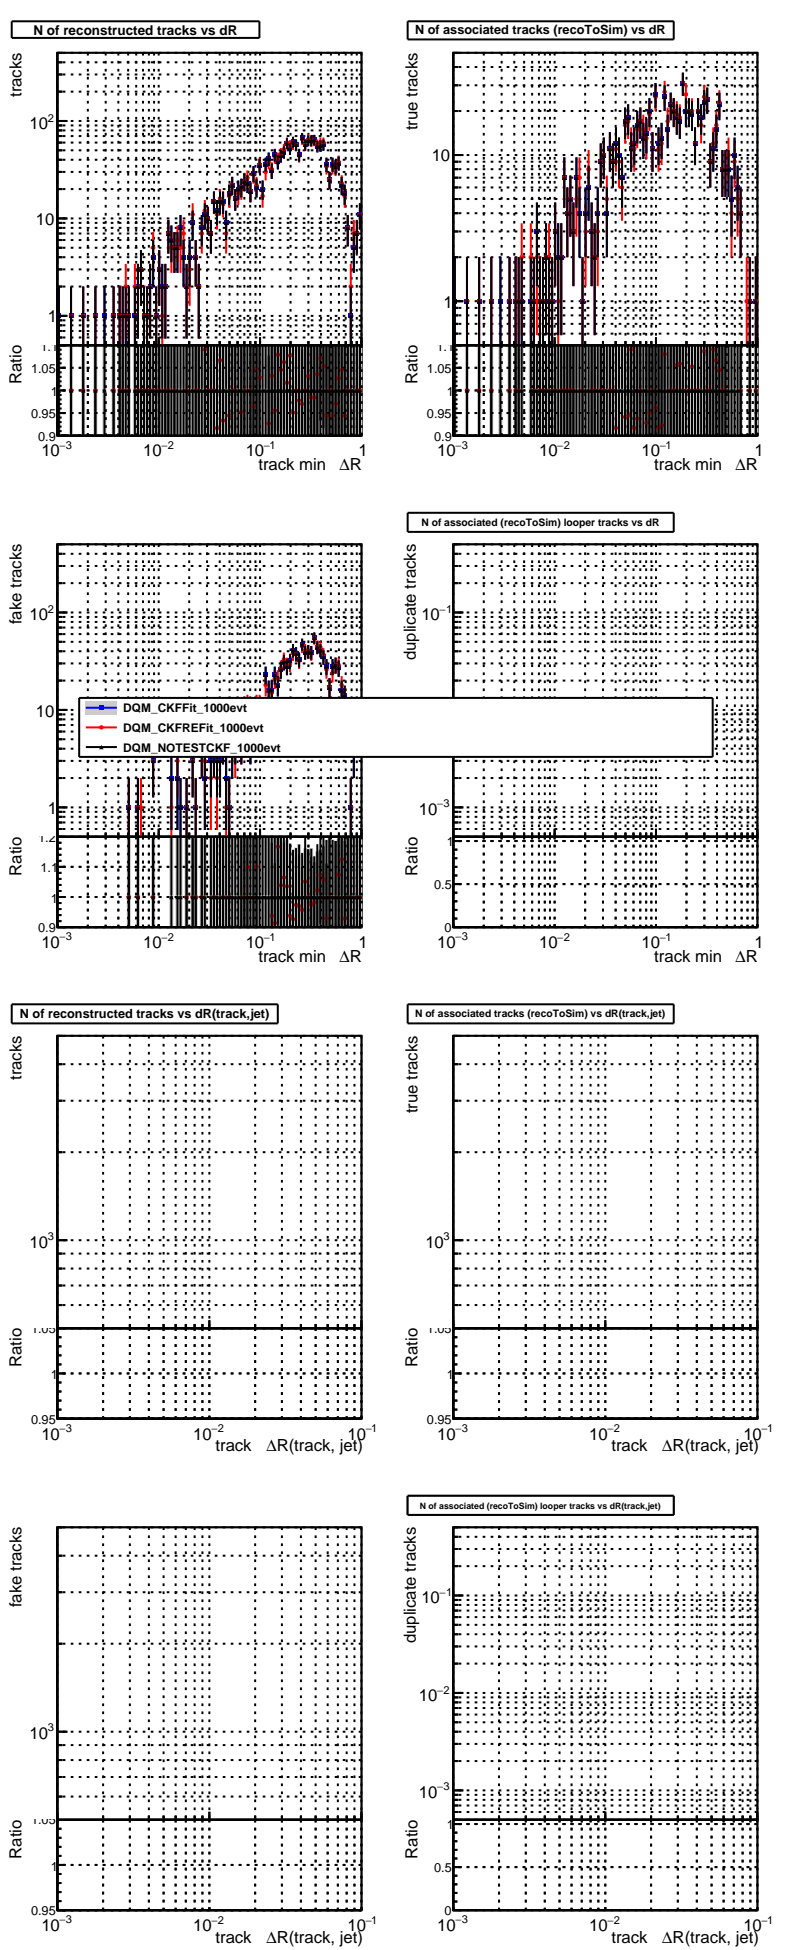 N of reconstructed tracks vs dR
tracks
10²
10
1
Ratio
1.05
1
0.95
0.9
10⁻³ 10⁻² 10⁻¹ 1
track min ΔR
N of associated tracks (recoToSim) vs dR
true tracks
10
1
Ratio
1.05
1
0.95
0.9
10⁻³ 10⁻² 10⁻¹ 1
track min ΔR
fake tracks
10²
10
1
Ratio
1.2
1.1
1
0.9
10⁻³ 10⁻² 10⁻¹ 1
track min ΔR
N of associated (recoToSim) looper tracks vs dR
duplicate tracks
10⁻¹
10⁻³
Ratio
1
0.5
0
10⁻³ 10⁻² 10⁻¹ 1
track min ΔR
DQM_CKFFit_1000evt
DQM_CKFREFit_1000evt
DQM_NOTESTCKF_1000evt
N of reconstructed tracks vs dR(track,jet)
tracks
10³
Ratio
1.05
1
0.95
10⁻³ 10⁻² 10⁻¹
track ΔR(track, jet)
N of associated tracks (recoToSim) vs dR(track,jet)
true tracks
10³
Ratio
1.05
1
0.95
10⁻³ 10⁻² 10⁻¹
track ΔR(track, jet)
fake tracks
10³
Ratio
1.05
1
0.95
10⁻³ 10⁻² 10⁻¹
track ΔR(track, jet)
N of associated (recoToSim) looper tracks vs dR(track,jet)
duplicate tracks
10⁻¹
10⁻²
10⁻³
Ratio
1
0.5
0
10⁻³ 10⁻² 10⁻¹
track ΔR(track, jet)